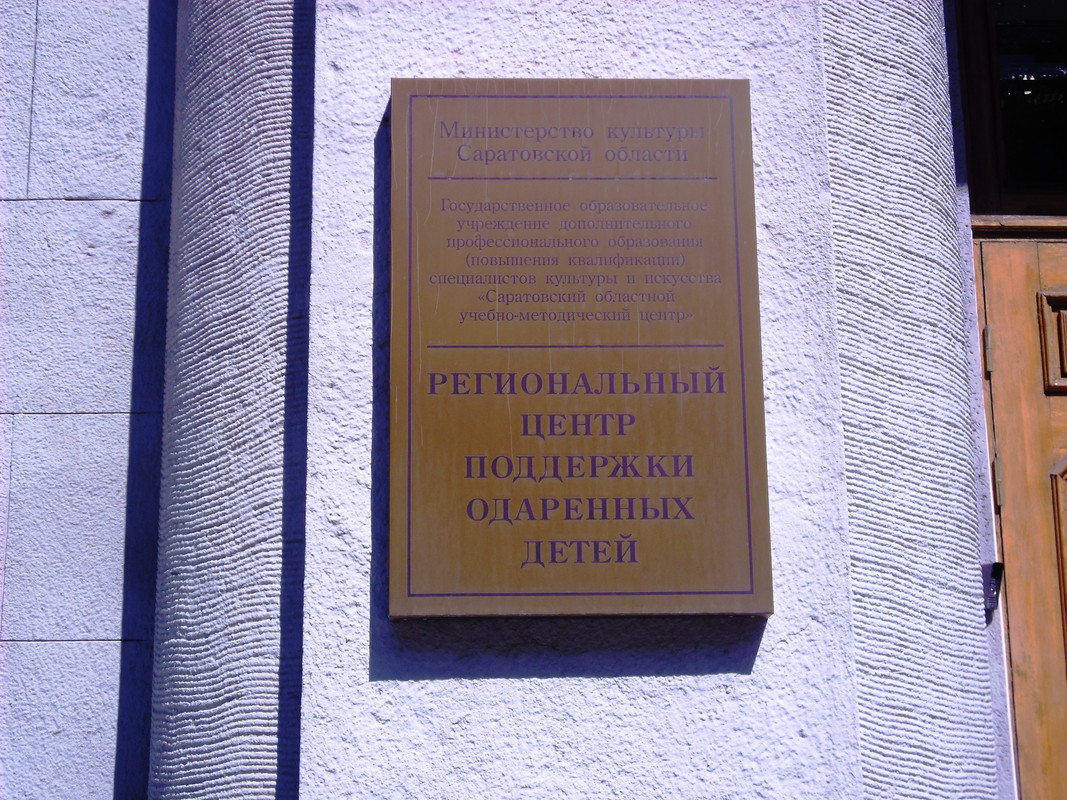 Министерство культуры
Саратовской области
Государственное образовательное
учреждение дополнительного
профессионального образования
(повышения квалификации)
специалистов культуры и искусства
«Саратовский областной
учебно-методический центр»
РЕГИОНАЛЬНЫЙ
ЦЕНТР
ПОДДЕРЖКИ
ОДАРЕННЫХ
ДЕТЕЙ